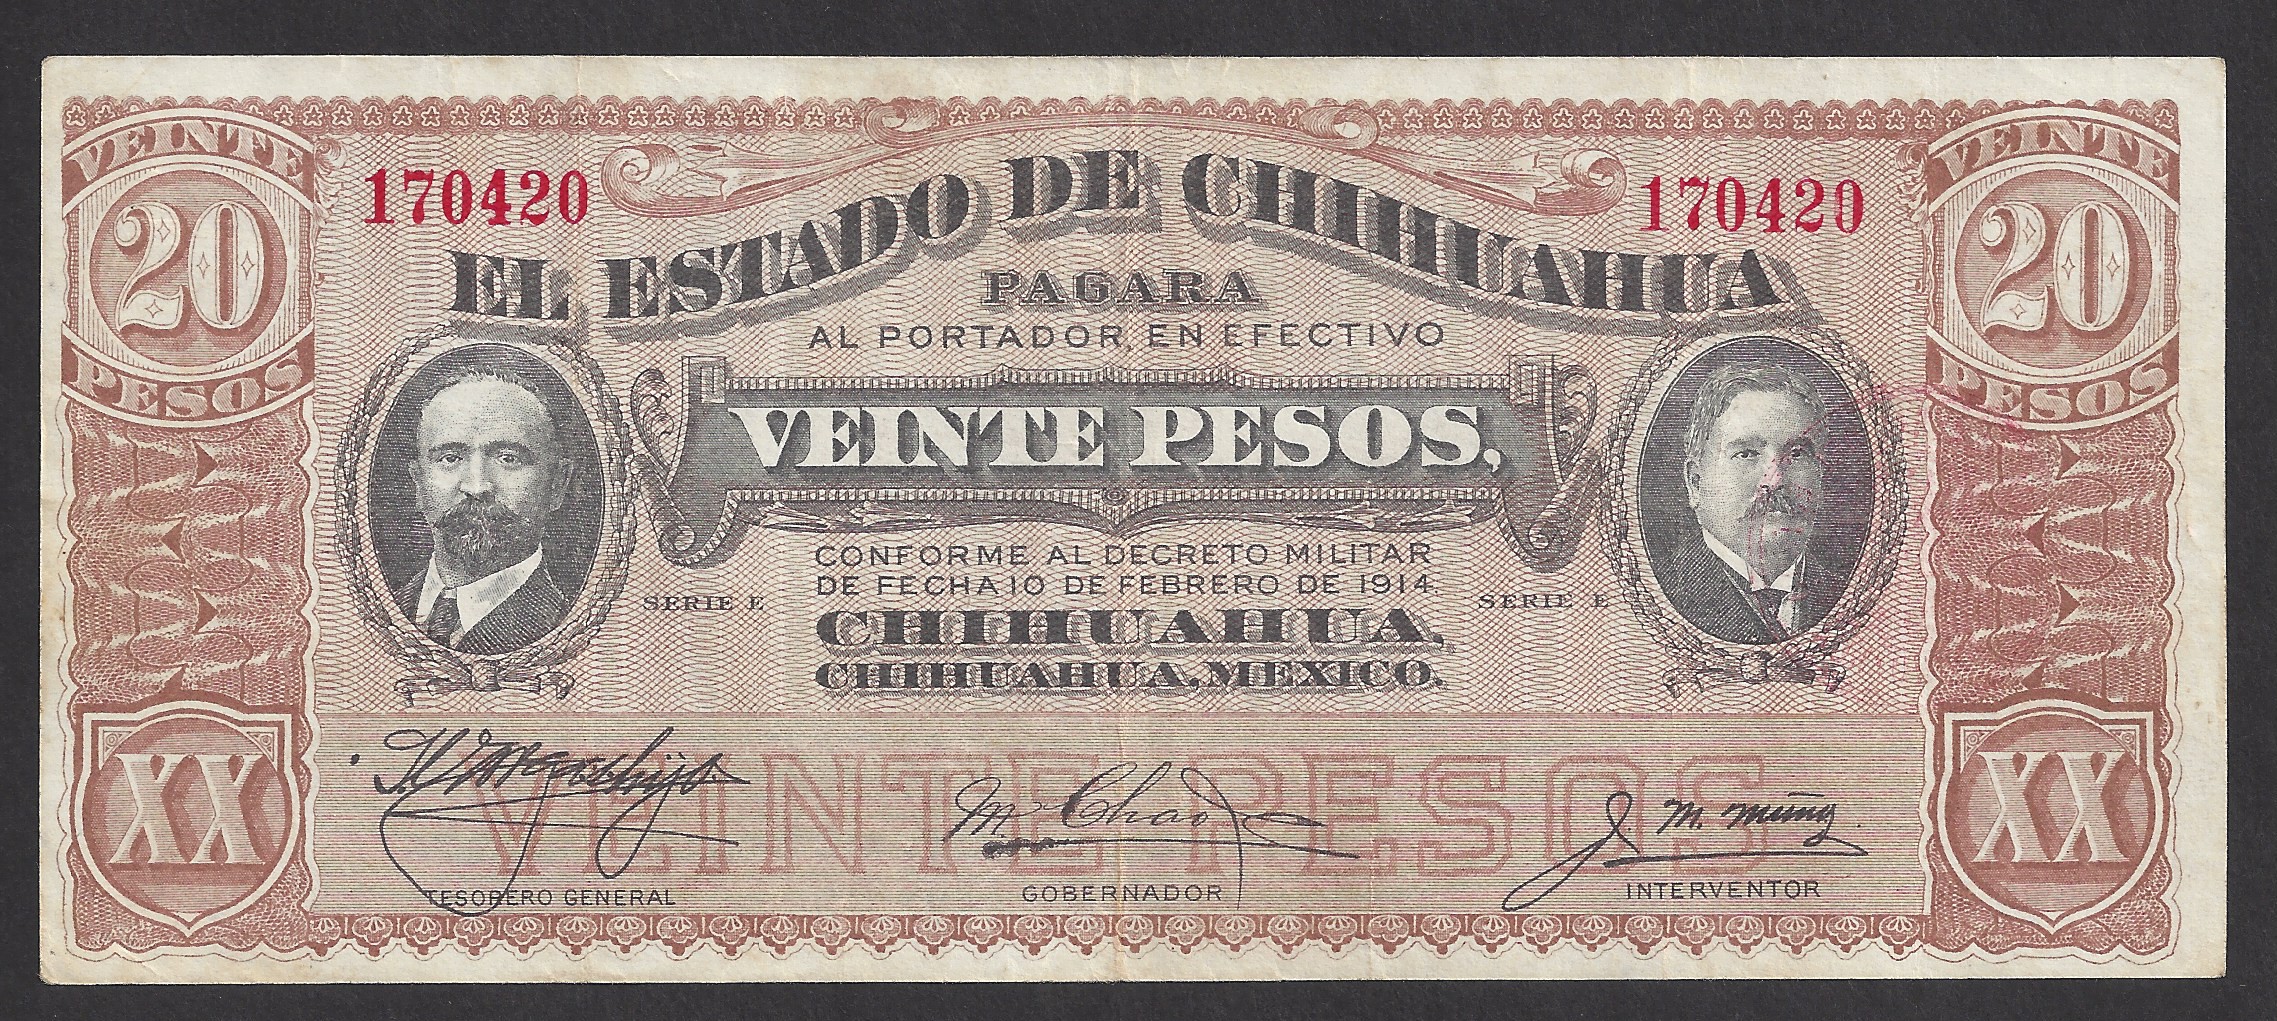 VEINTE
20
PESOS
170420
EL ESTADO DE CHIHUAHUA
170420
VEINTE
20
PESOS
PAGARA
AL PORTADOR, EN EFECTIVO
VEINTE PESOS,
CONFORME AL DECRETO MILITAR
DE FECHA 10 DE FEBRERO DE 1914.
SERIE E
SERIE E
CHIHUAHUA,
CHIHUAHUA, MEXICO.
XX
VEINTE PESOS
XX
M Chao
J. M. Muñoz
TESORERO GENERAL
GOBERNADOR
INTERVENTOR